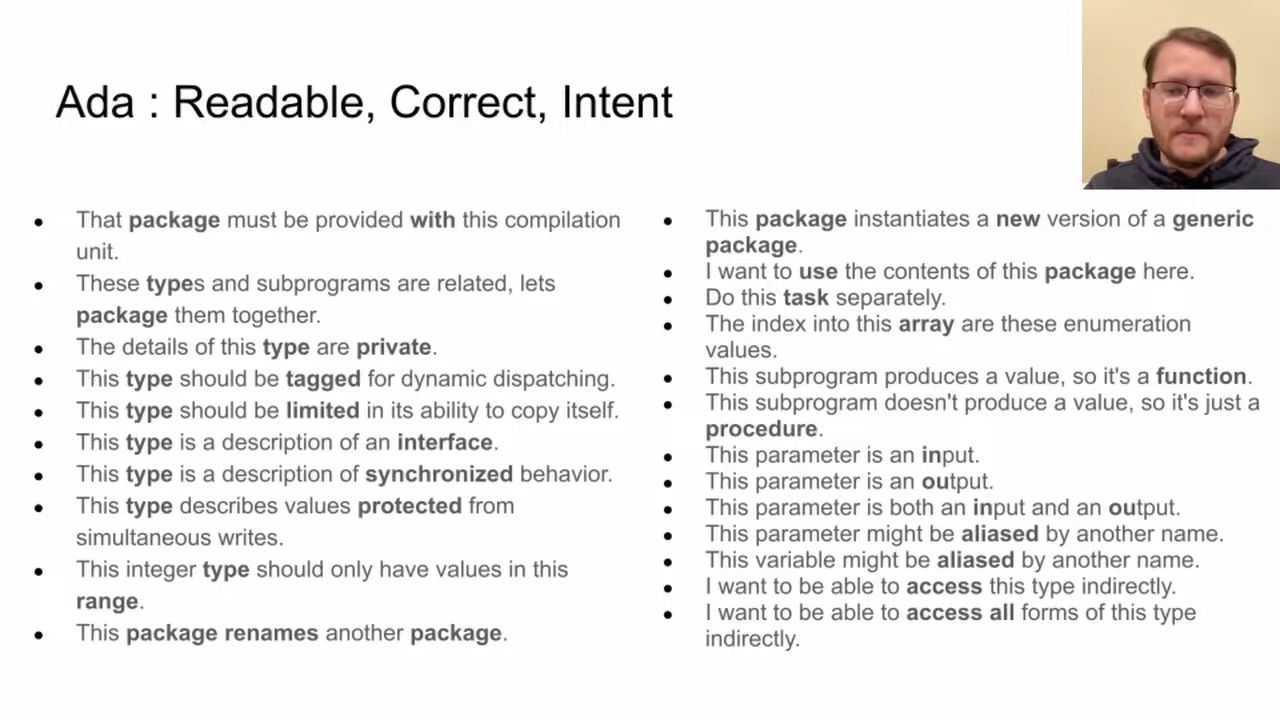 Ada : Readable, Correct, Intent
• That package must be provided with this compilation
unit.
• These types and subprograms are related, lets
package them together.
• The details of this type are private.
• This type should be tagged for dynamic dispatching.
• This type should be limited in its ability to copy itself.
• This type is a description of an interface.
• This type is a description of synchronized behavior.
• This type describes values protected from
simultaneous writes.
• This integer type should only have values in this
range.
• This package renames another package.
• This package instantiates a new version of a generic
package.
• I want to use the contents of this package here.
• Do this task separately.
• The index into this array are these enumeration
values.
• This subprogram produces a value, so it's a function.
• This subprogram doesn't produce a value, so it's just a
procedure.
• This parameter is an input.
• This parameter is an output.
• This parameter is both an input and an output.
• This parameter might be aliased by another name.
• This variable might be aliased by another name.
• I want to be able to access this type indirectly.
• I want to be able to access all forms of this type
indirectly.